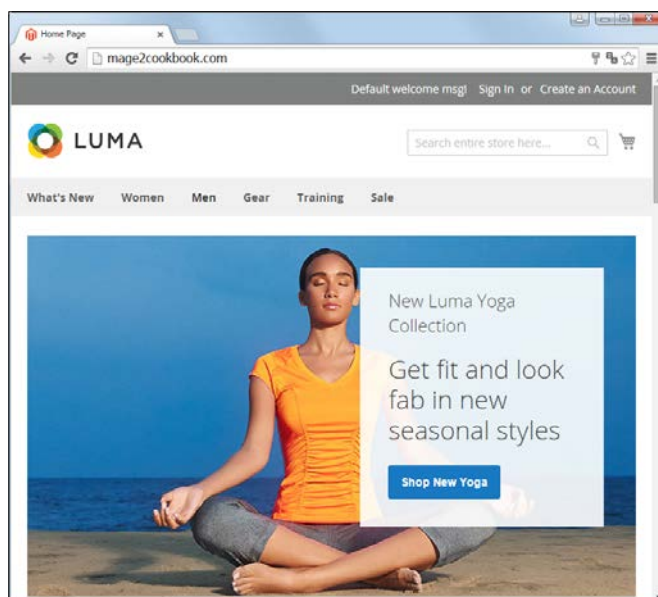 Home Page
mage2cookbook.com
Default welcome msg! Sign In or Create an Account
LUMA
Search entire store here...
What's New Women Men Gear Training Sale
New Luma Yoga
Collection
Get fit and look
fab in new
seasonal styles
Shop New Yoga